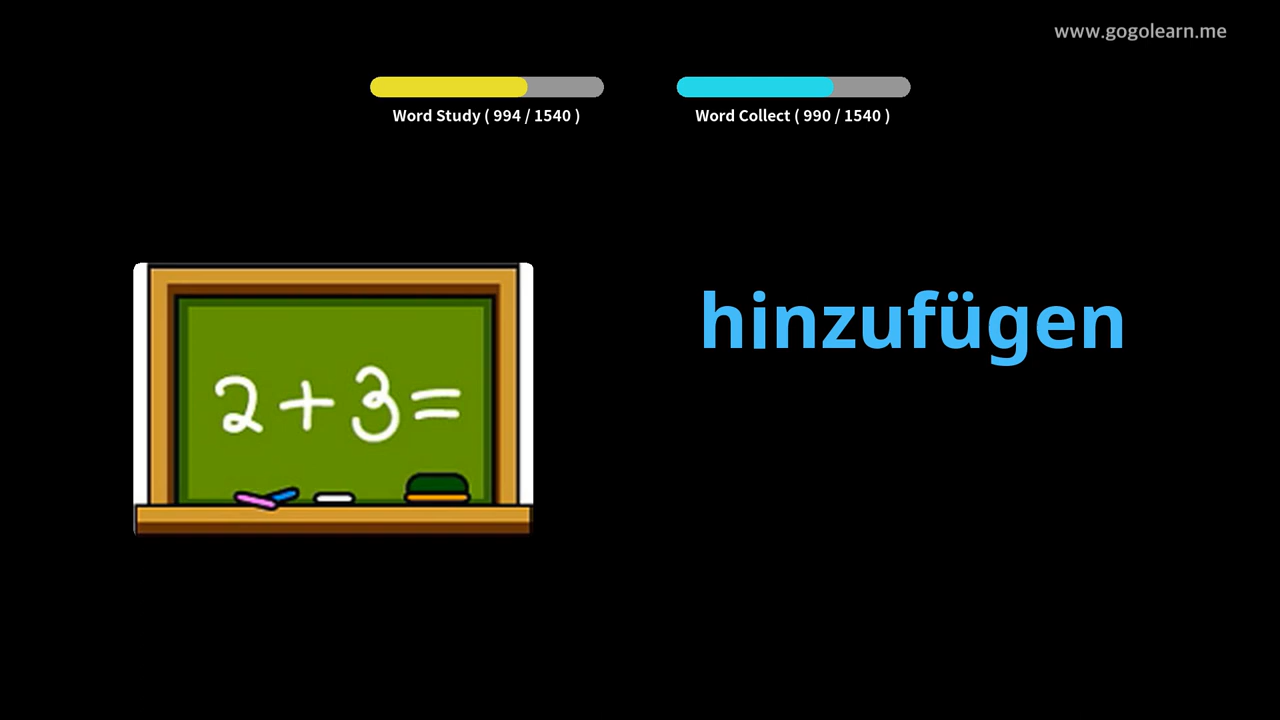 www.gogolearn.me
Word Study ( 994 / 1540 )
Word Collect ( 990 / 1540 )
2 + 3 =
hinzufügen